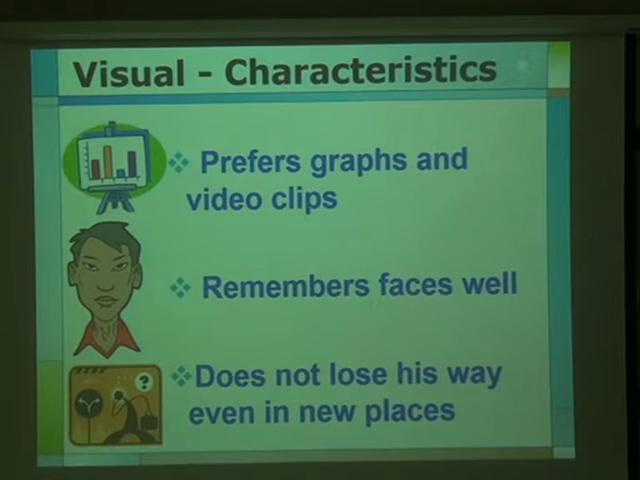 Visual - Characteristics
Prefers graphs and
video clips
Remembers faces well
Does not lose his way
even in new places
?